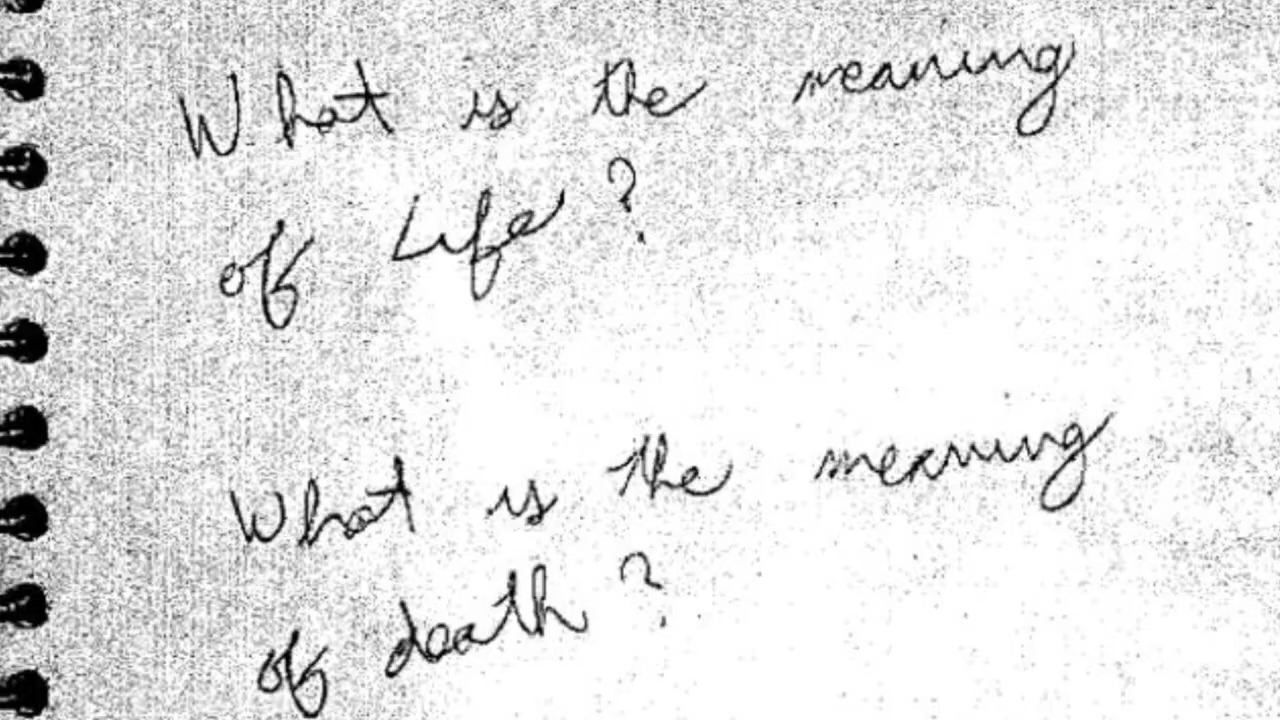 What is the meaning
of Life?
What is the meaning
of death?